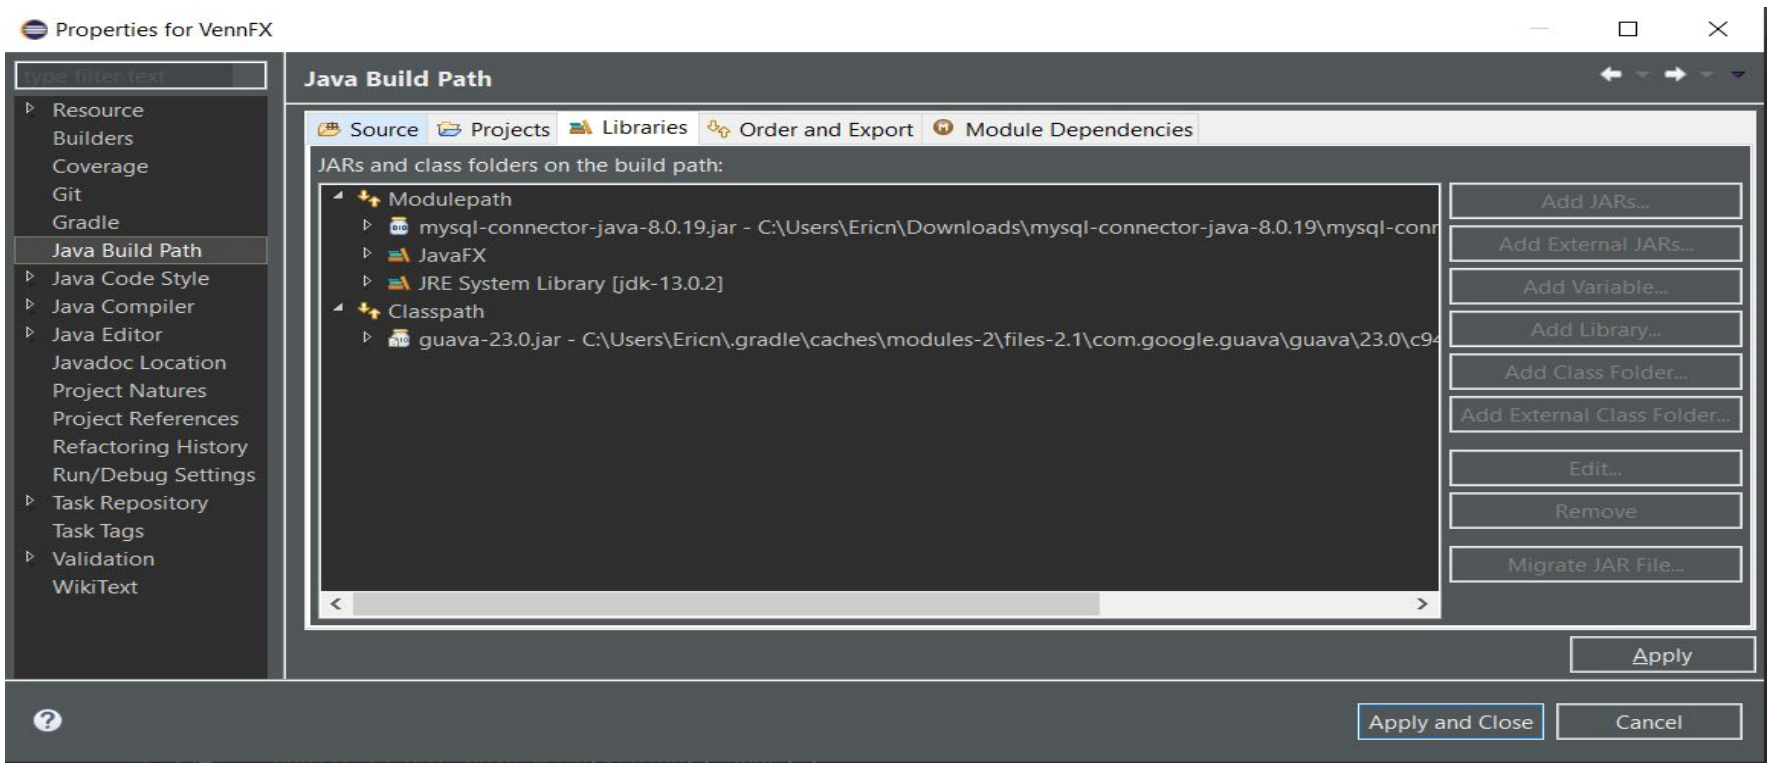 Properties for VennFX
type filter text
Resource
Builders
Coverage
Git
Gradle
Java Build Path
Java Code Style
Java Compiler
Java Editor
Javadoc Location
Project Natures
Project References
Refactoring History
Run/Debug Settings
Task Repository
Task Tags
Validation
WikiText
Java Build Path
Source Projects Libraries Order and Export Module Dependencies
JARs and class folders on the build path:
Modulepath
mysql-connector-java-8.0.19.jar - C:\Users\Ericn\Downloads\mysql-connector-java-8.0.19\mysql-conn
JavaFX
JRE System Library [jdk-13.0.2]
Classpath
guava-23.0.jar - C:\Users\Ericn\.gradle\caches\modules-2\files-2.1\com.google.guava\guava\23.0\c94
Add JARs...
Add External JARs...
Add Variable...
Add Library...
Add Class Folder...
Add External Class Folder...
Edit...
Remove
Migrate JAR File...
Apply
Apply and Close
Cancel